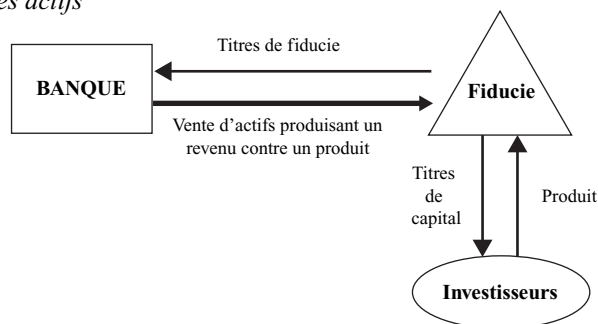 es actifs
Titres de fiducie
BANQUE
Fiducie
Vente d’actifs produisant un
revenu contre un produit
Titres
de
capital
Produit
Investisseurs